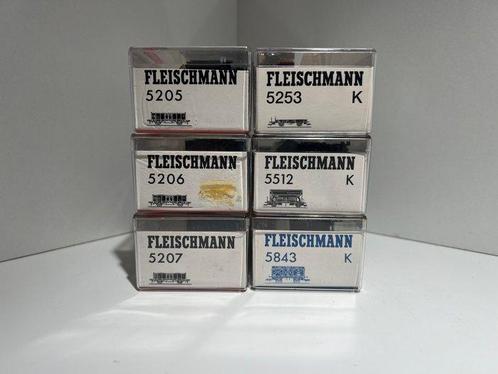 FLEISCHMANN
5205
FLEISCHMANN
5253 K
FLEISCHMANN
5206
FLEISCHMANN
5512 K
FLEISCHMANN
5207
FLEISCHMANN
5843 K